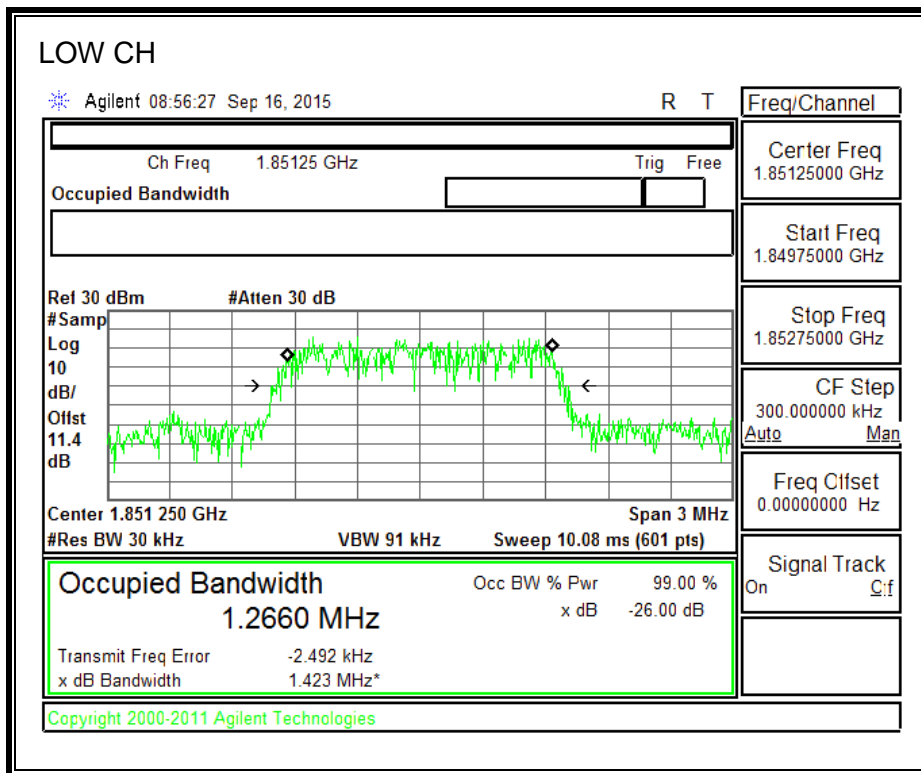 LOW CH
Agilent 08:56:27 Sep 16, 2015 R T
Freq/Channel
Ch Freq 1.85125 GHz Trig Free
Occupied Bandwidth
Center Freq
1.85125000 GHz
Start Freq
1.84975000 GHz
Stop Freq
1.85275000 GHz
CF Step
300.000000 kHz
Auto Man
Freq Offset
0.00000000 Hz
Signal Track
On Off
Ref 30 dBm #Atten 30 dB
#Samp
Log
10
dB/
Offst
11.4
dB
Center 1.851 250 GHz Span 3 MHz
#Res BW 30 kHz VBW 91 kHz Sweep 10.08 ms (601 pts)
Occupied Bandwidth
1.2660 MHz
Occ BW % Pwr 99.00 %
x dB -26.00 dB
Transmit Freq Error -2.492 kHz
x dB Bandwidth 1.423 MHz*
Copyright 2000-2011 Agilent Technologies